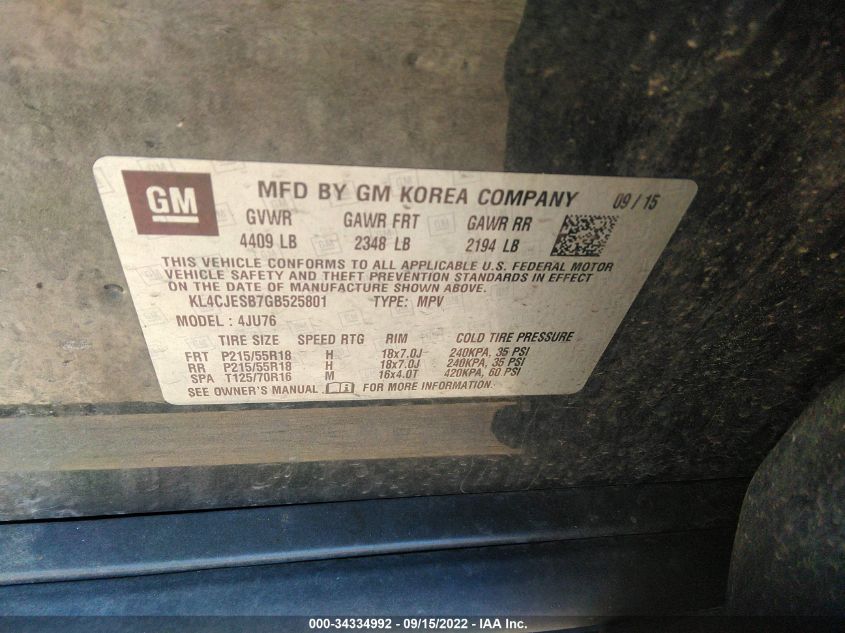 GM
MFD BY GM KOREA COMPANY 09 / 15
GVWR GAWR FRT GAWR RR
4409 LB 2348 LB 2194 LB
THIS VEHICLE CONFORMS TO ALL APPLICABLE U.S. FEDERAL MOTOR
VEHICLE SAFETY AND THEFT PREVENTION STANDARDS IN EFFECT
ON THE DATE OF MANUFACTURE SHOWN ABOVE.
KL4CJESB7GB525801 TYPE: MPV
MODEL : 4JU76
TIRE SIZE SPEED RTG RIM COLD TIRE PRESSURE
FRT P215/55R18 H 18x7.0J 240KPA, 35 PSI
RR P215/55R18 H 18x7.0J 240KPA, 35 PSI
SPA T125/70R16 M 16x4.0T 420KPA, 60 PSI
SEE OWNER'S MANUAL FOR MORE INFORMATION.
000-34334992 - 09/15/2022 - IAA Inc.